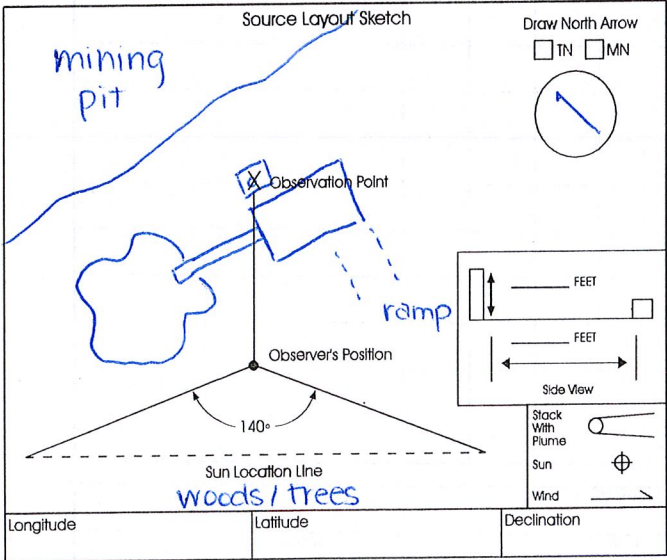 Source Layout Sketch
Draw North Arrow
TN MN
mining
pit
X Observation Point
ramp
FEET
FEET
Side View
Observer's Position
140°
Sun Location Line
woods / trees
Stack
With
Plume
Sun
Wind
Longitude
Latitude
Declination